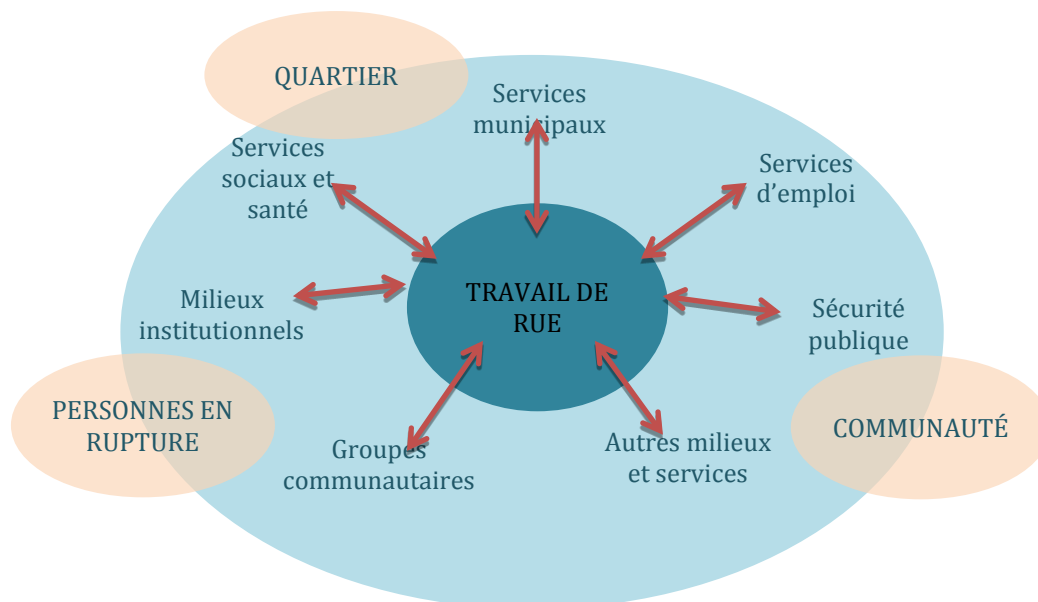 QUARTIER
Services
municipaux
Services
sociaux et
santé
Services
d’emploi
Milieux
institutionnels
TRAVAIL DE
RUE
Sécurité
publique
PERSONNES EN
RUPTURE
COMMUNAUTÉ
Groupes
communautaires
Autres milieux
et services